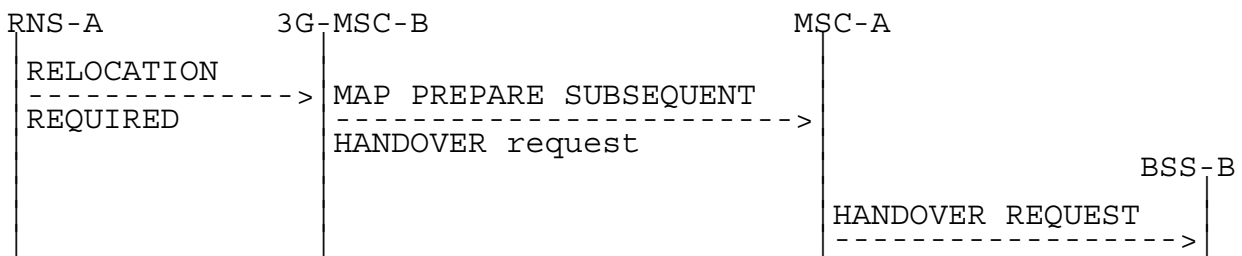 RNS-A 3G-MSC-B MSC-A
RELOCATION
REQUIRED
MAP PREPARE SUBSEQUENT
HANDOVER request
BSS-B
HANDOVER REQUEST